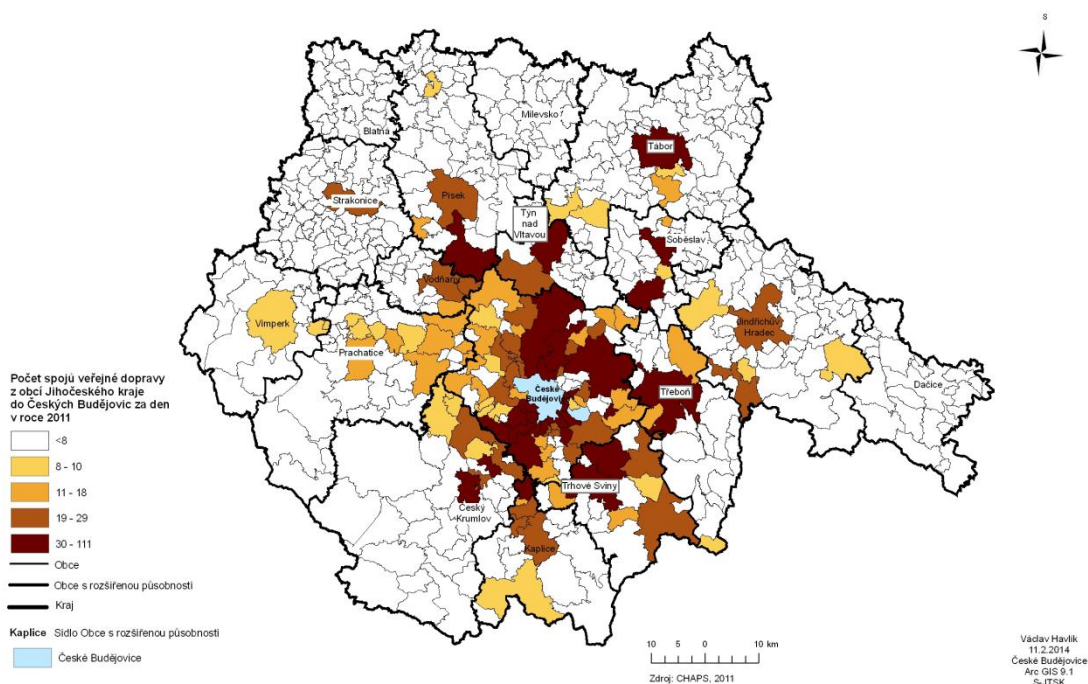 S
Milevsko
Blatná
Tábor
Strakonice
Písek
Týn
nad
Vltavou
Soběslav
Vodňany
Vimperk
Jindřichův
Hradec
Prachatice
Dačice
České
Budějovi
Třeboň
Trhové Sviny
Český
Krumlov
Kaplice
Počet spojů veřejné dopravy
z obcí Jihočeského kraje
do Českých Budějovic za den
v roce 2011
<8
8 - 10
11 - 18
19 - 29
30 - 111
Obce
Obce s rozšířenou působností
Kraj
Kaplice Sídlo Obce s rozšířenou působností
České Budějovice
10 5 0 10 km
Zdroj: CHAPS, 2011
Václav Havlík
11.2.2014
České Budějovice
Arc GIS 9.1
S-JTSK